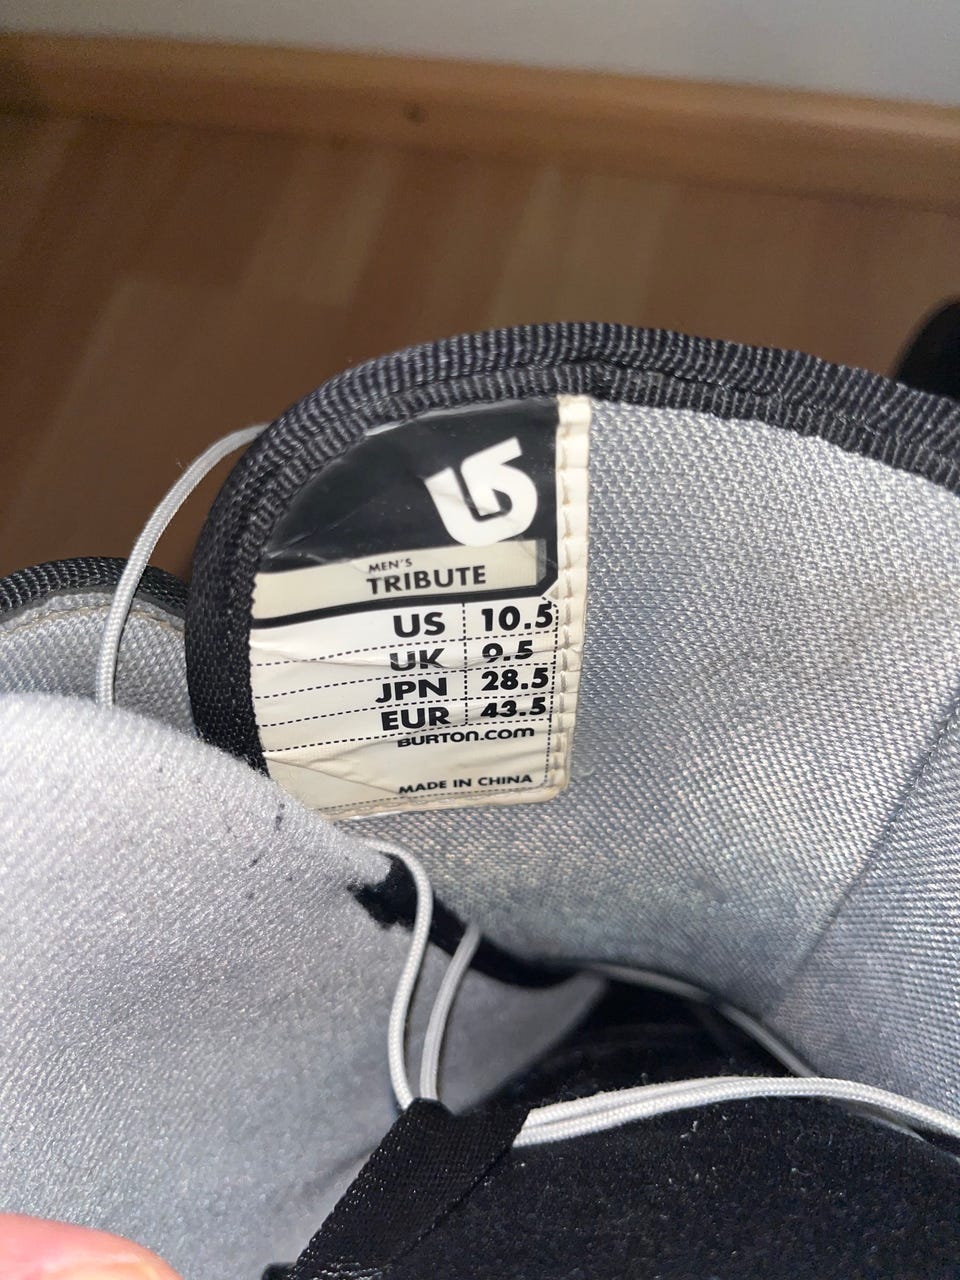 MEN'S
TRIBUTE
US 10.5
UK 9.5
JPN 28.5
EUR 43.5
BURTON.COM
MADE IN CHINA